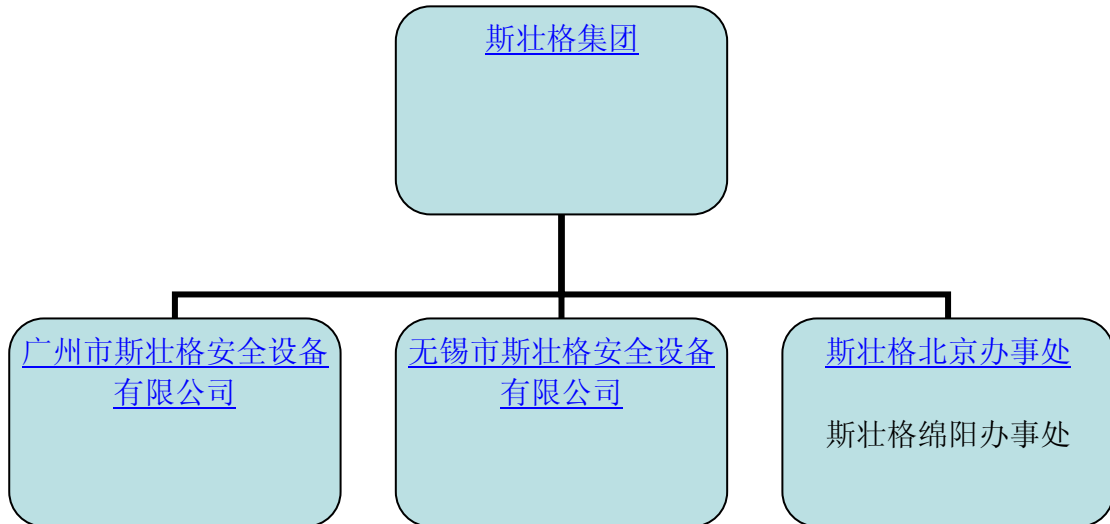 斯壮格集团
广州市斯壮格安全设备
有限公司
无锡市斯壮格安全设备
有限公司
斯壮格北京办事处
斯壮格绵阳办事处